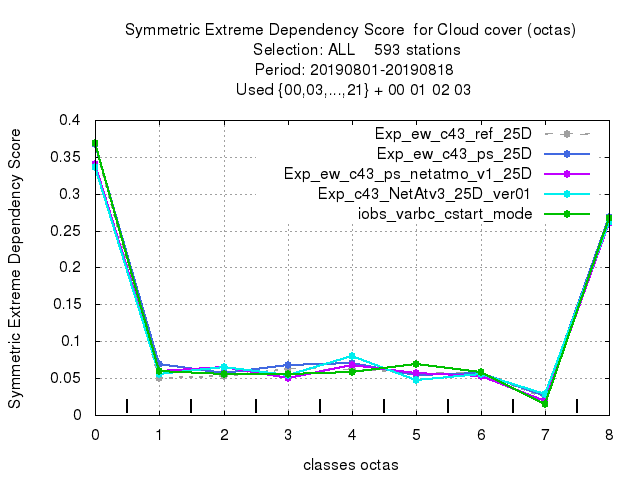 Symmetric Extreme Dependency Score  for Cloud cover (octas)
Selection: ALL    593 stations
Period: 20190801-20190818
Used {00,03,...,21} + 00 01 02 03
Symmetric Extreme Dependency Score
0.4
0.35
0.3
0.25
0.2
0.15
0.1
0.05
0
Exp_ew_c43_ref_25D
Exp_ew_c43_ps_25D
Exp_ew_c43_ps_netatmo_v1_25D
Exp_c43_NetAtv3_25D_ver01
iobs_varbc_cstart_mode
0 1 2 3 4 5 6 7 8
classes octas